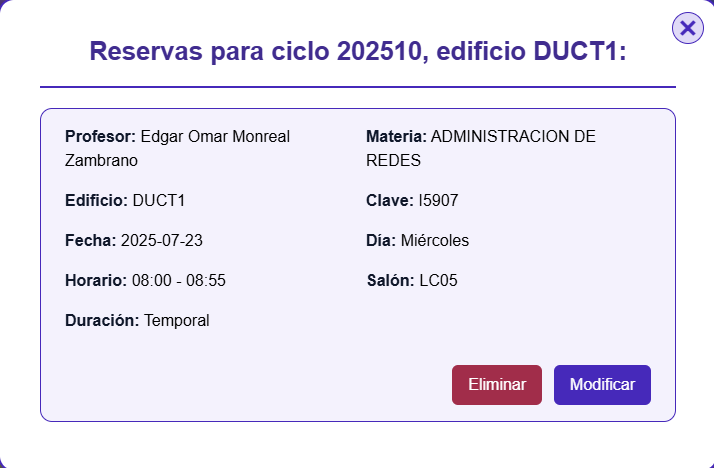 Reservas para ciclo 202510, edificio DUCT1:
Profesor: Edgar Omar Monreal
Zambrano
Materia: ADMINISTRACION DE
REDES
Edificio: DUCT1
Clave: I5907
Fecha: 2025-07-23
Día: Miércoles
Horario: 08:00 - 08:55
Salón: LC05
Duración: Temporal
Eliminar
Modificar